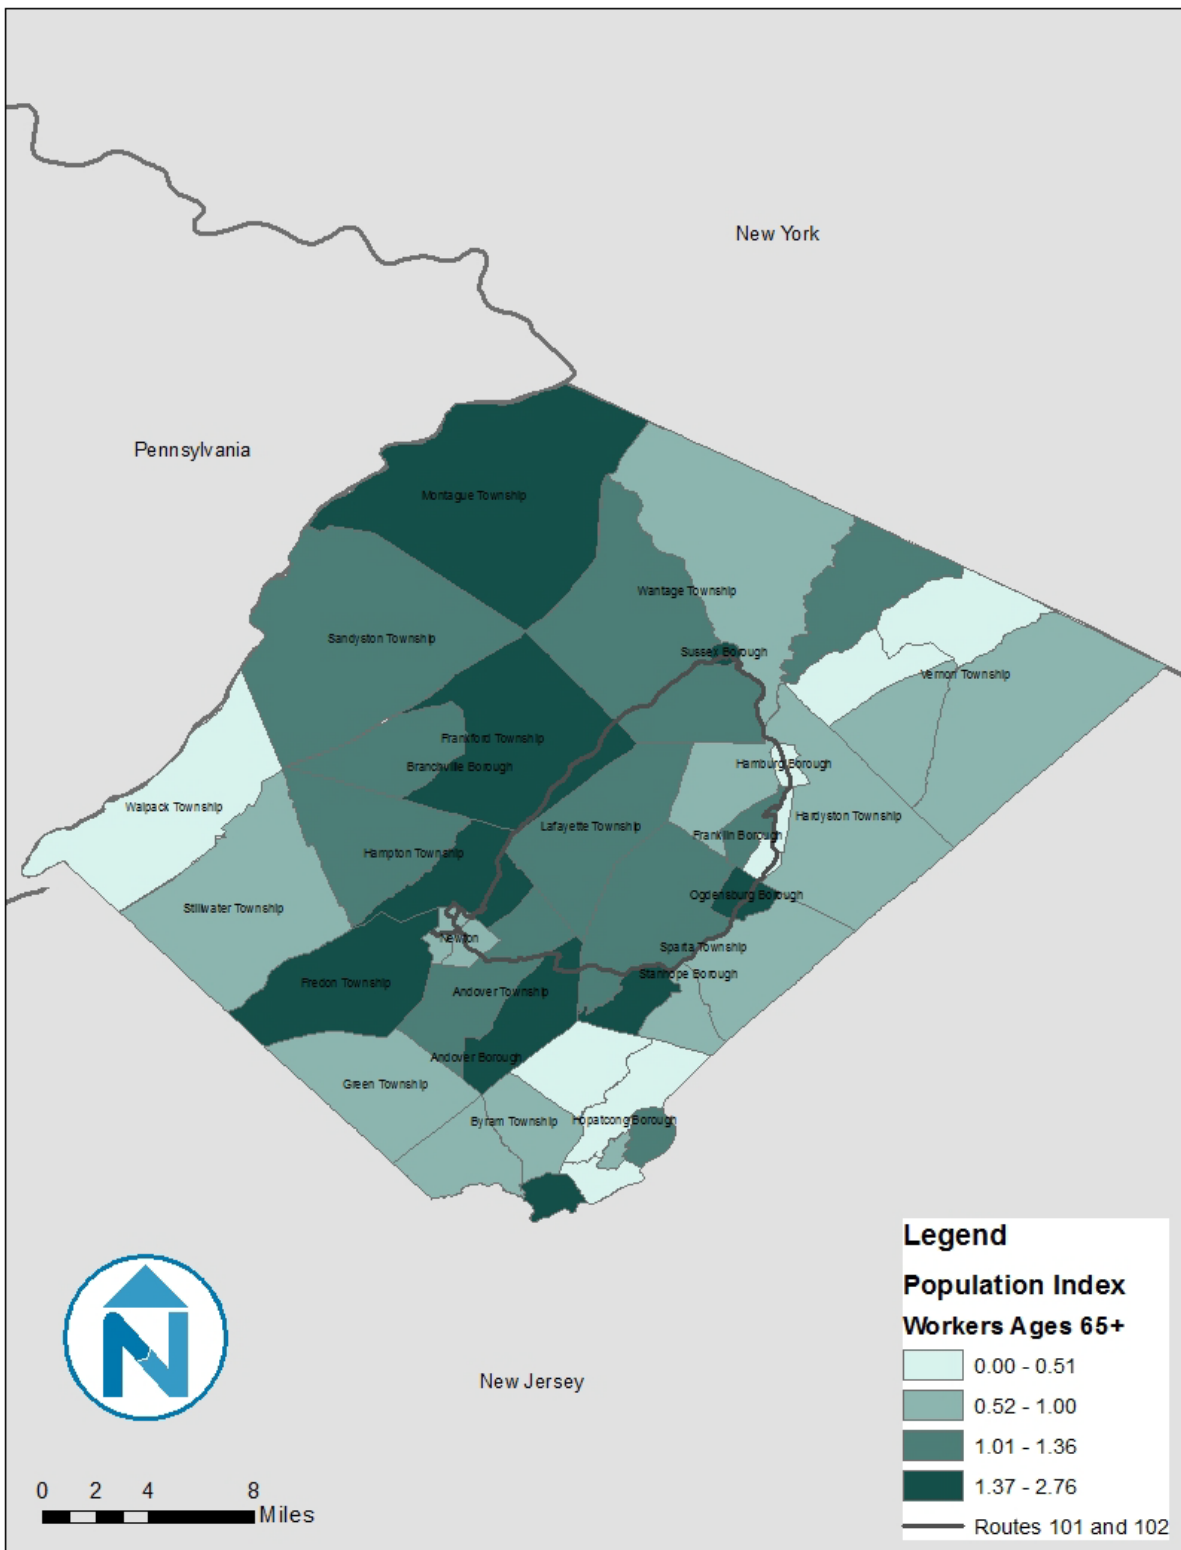 New York
Pennsylvania
Montague Township
Wantage Township
Sandyston Township
Sussex Borough
Vernon Township
Frankford Township
Branchville Borough
Hamburg Borough
Walpack Township
Lafayette Township
Hardyston Township
Franklin Borough
Hampton Township
Ogdensburg Borough
Stillwater Township
Newton
Sparta Township
Stanhope Borough
Fredon Township
Andover Township
Andover Borough
Green Township
Byram Township
Hopatcong Borough
New Jersey
N
0 2 4 8
Miles
Legend
Population Index
Workers Ages 65+
0.00 - 0.51
0.52 - 1.00
1.01 - 1.36
1.37 - 2.76
Routes 101 and 102